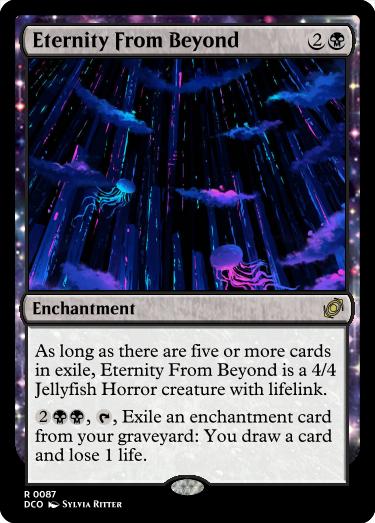 Eternity From Beyond 2
Enchantment
As long as there are five or more cards
in exile, Eternity From Beyond is a 4/4
Jellyfish Horror creature with lifelink.
2, , Exile an enchantment card
from your graveyard: You draw a card
and lose 1 life.
R 0087
DCO Sylvia Ritter